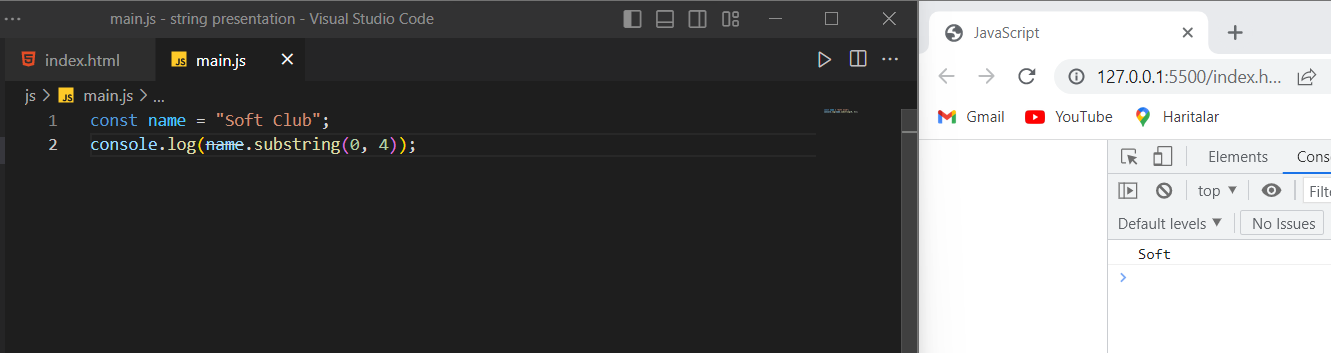 ··· main.js - string presentation - Visual Studio Code
index.html JS main.js
js > JS main.js > ...
1 const name = "Soft Club";
2 console.log(name.substring(0, 4));
JavaScript
127.0.0.1:5500/index.h...
Gmail YouTube Haritalar
Elements Conso
top Filte
Default levels No Issues
Soft